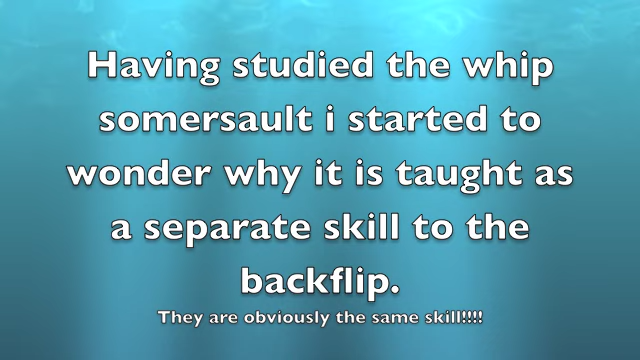 Having studied the whip
somersault i started to
wonder why it is taught as
a separate skill to the
backflip.
They are obviously the same skill!!!!